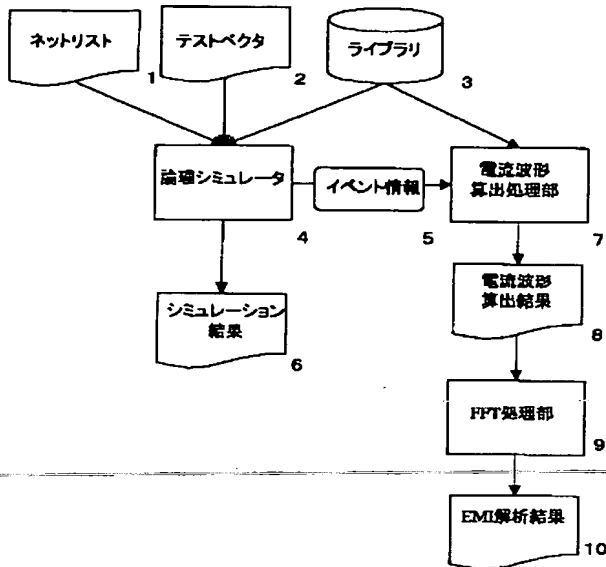 ネットリスト
1
テストベクタ
2
ライブラリ
3
論理シミュレータ
4
イベント情報
5
電流波形
算出処理部
7
シミュレーション
結果
6
電流波形
算出結果
8
FFT処理部
9
EMI解析結果
10